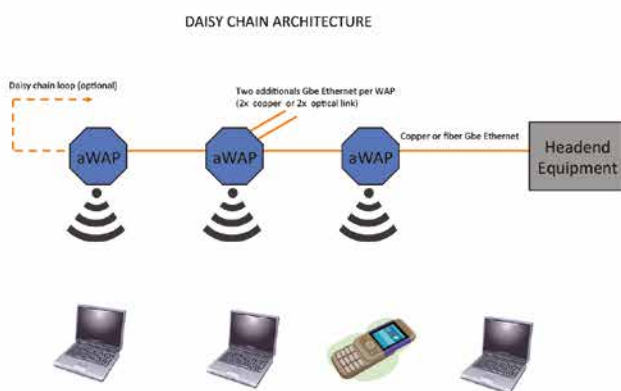 DAISY CHAIN ARCHITECTURE
Daisy chain loop (optional)
Two additionals Gbe Ethernet per WAP
(2x copper or 2x optical link)
Copper or fiber Gbe Ethernet
aWAP
aWAP
aWAP
Headend
Equipment